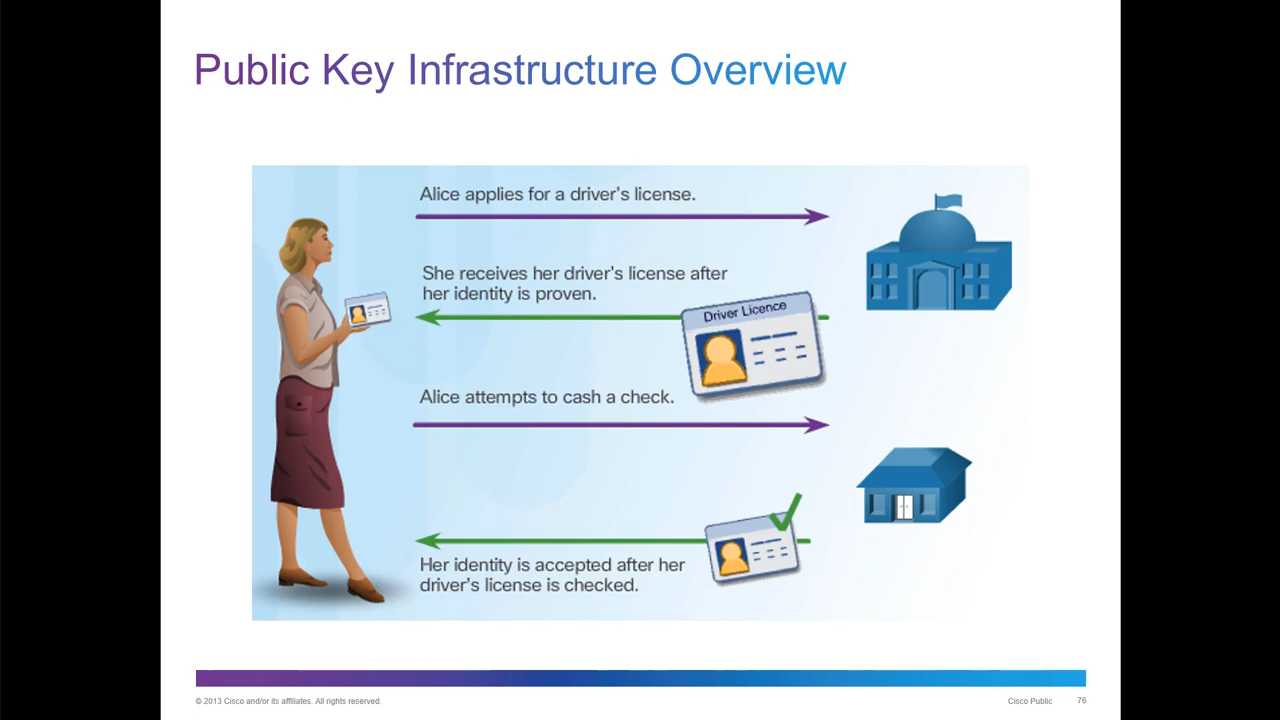 Public Key Infrastructure Overview
Alice applies for a driver's license.
She receives her driver's license after
her identity is proven.
Driver Licence
Alice attempts to cash a check.
Her identity is accepted after her
driver's license is checked.
© 2013 Cisco and/or its affiliates. All rights reserved.
Cisco Public
76